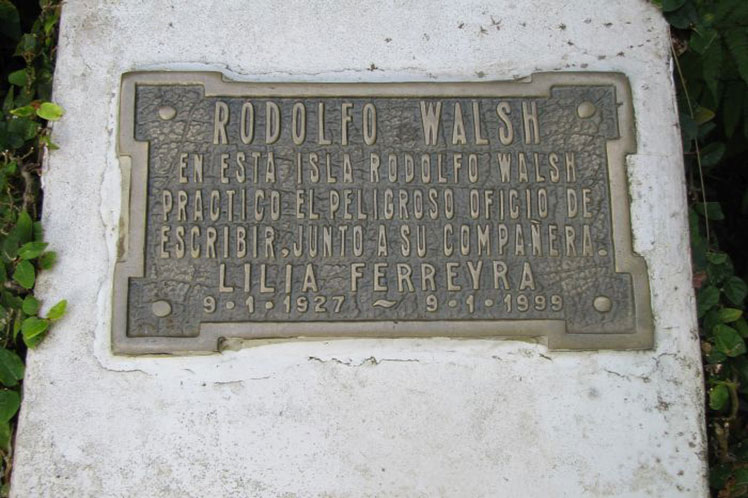 RODOLFO WALSH
EN ESTA ISLA RODOLFO WALSH
PRACTICO EL PELIGROSO OFICIO DE
ESCRIBIR, JUNTO A SU COMPAÑERA.
LILIA FERREYRA
9·1·1927 ~ 9·1·1999